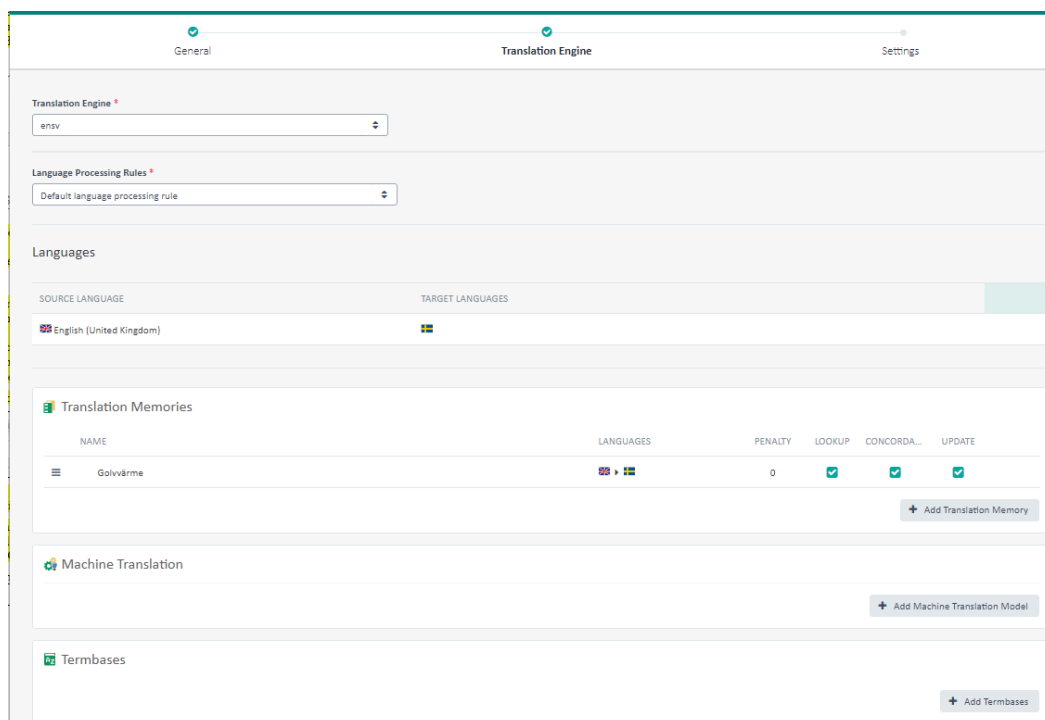 General
Translation Engine
Settings
Translation Engine *
ensv
Language Processing Rules *
Default language processing rule
Languages
SOURCE LANGUAGE TARGET LANGUAGES
English (United Kingdom)
Translation Memories
NAME LANGUAGES PENALTY LOOKUP CONCORDA... UPDATE
Golvvärme 0
+ Add Translation Memory
Machine Translation
+ Add Machine Translation Model
AZ Termbases
+ Add Termbases